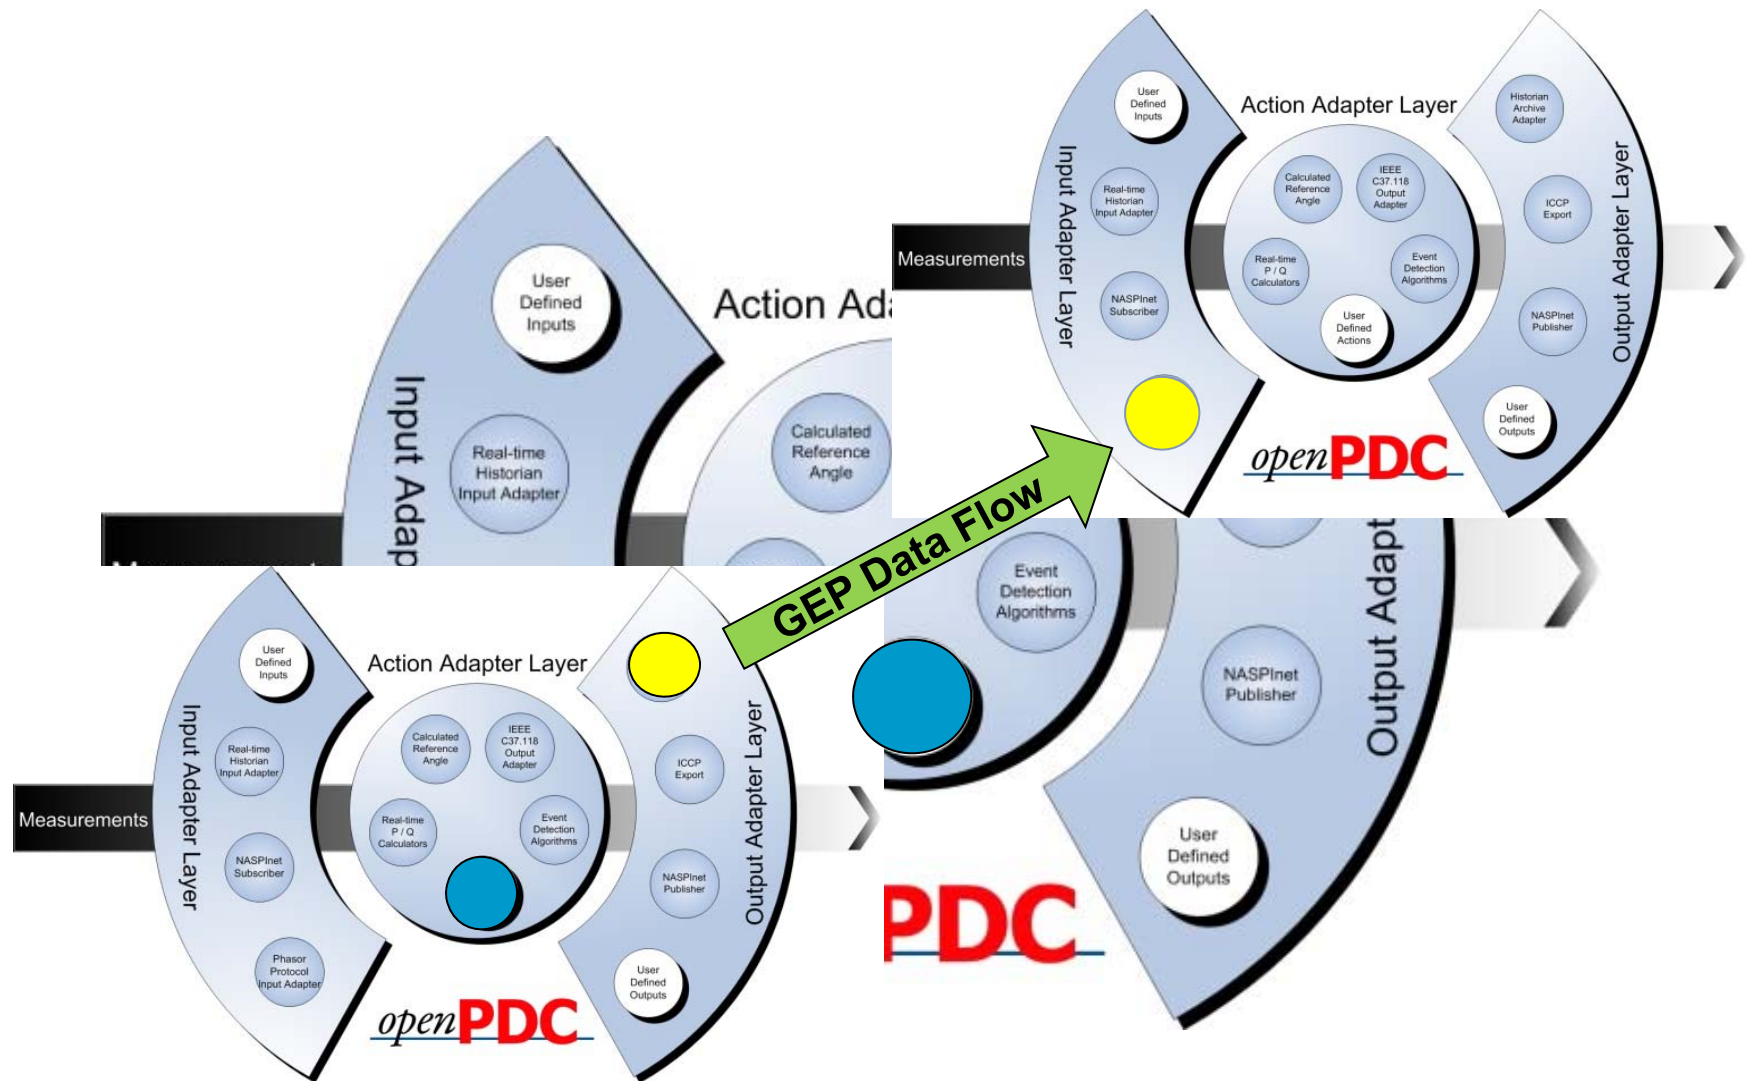 User
Defined
Inputs
Action Adapter Layer
Historian
Archive
Adapter
Input Adapter Layer
Real-time
Historian
Input Adapter
Calculated
Reference
Angle
IEEE
C37.118
Output
Adapter
ICCP
Export
Output Adapter Layer
Measurements
Real-time
P / Q
Calculators
Event
Detection
Algorithms
NASPInet
Subscriber
User
Defined
Actions
NASPInet
Publisher
User
Defined
Outputs
openPDC
User
Defined
Inputs
Action Ada
Input Adap
Real-time
Historian
Input Adapter
Calculated
Reference
Angle
GEP Data Flow
Event
Detection
Algorithms
Output Adapt
NASPInet
Publisher
User
Defined
Outputs
PDC
User
Defined
Inputs
Action Adapter Layer
Input Adapter Layer
Real-time
Historian
Input Adapter
Calculated
Reference
Angle
IEEE
C37.118
Output
Adapter
ICCP
Export
Output Adapter Layer
Measurements
Real-time
P / Q
Calculators
Event
Detection
Algorithms
NASPInet
Subscriber
NASPInet
Publisher
Phasor
Protocol
Input Adapter
User
Defined
Outputs
openPDC